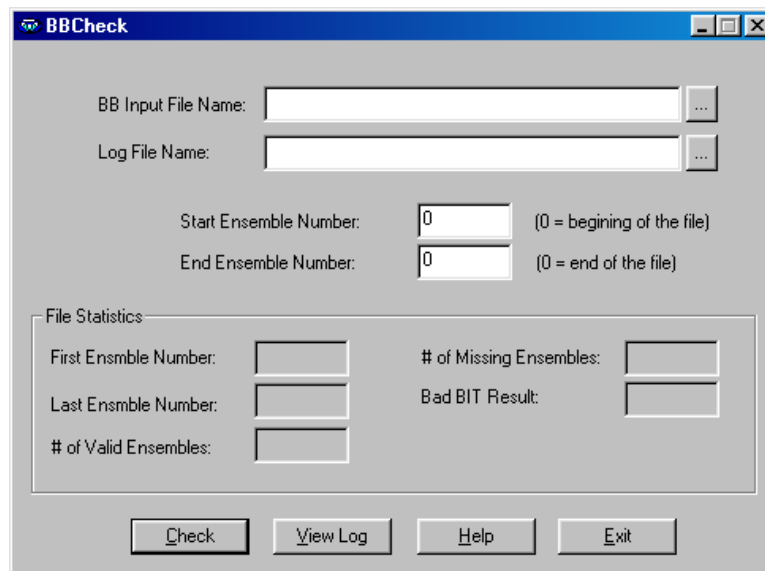 BBCheck
BB Input File Name:
...
Log File Name:
...
Start Ensemble Number:
0
(0 = begining of the file)
End Ensemble Number:
0
(0 = end of the file)
File Statistics
First Ensmble Number:
# of Missing Ensembles:
Last Ensmble Number:
Bad BIT Result:
# of Valid Ensembles:
Check
View Log
Help
Exit